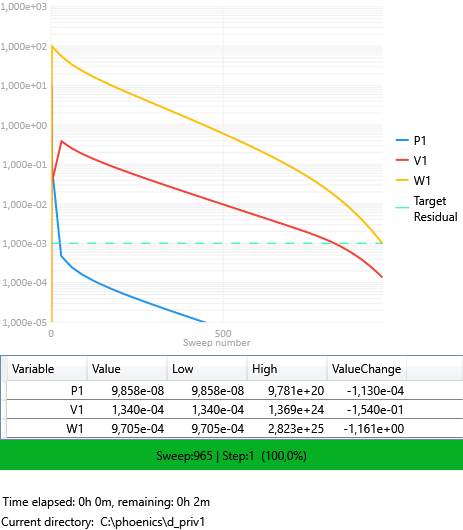 1,000e+03
1,000e+02
1,000e+01
1,000e+00
1,000e-01
1,000e-02
1,000e-03
1,000e-04
1,000e-05
0
500
Sweep number
P1
V1
W1
Target
Residual
Variable Value Low High ValueChange
P1 9,858e-08 9,858e-08 9,781e+20 -1,130e-04
V1 1,340e-04 1,340e-04 1,369e+24 -1,540e-01
W1 9,705e-04 9,705e-04 2,823e+25 -1,161e+00
Sweep:965 | Step:1 (100,0%)
Time elapsed: 0h 0m, remaining: 0h 2m
Current directory: C:\phoenics\d_priv1